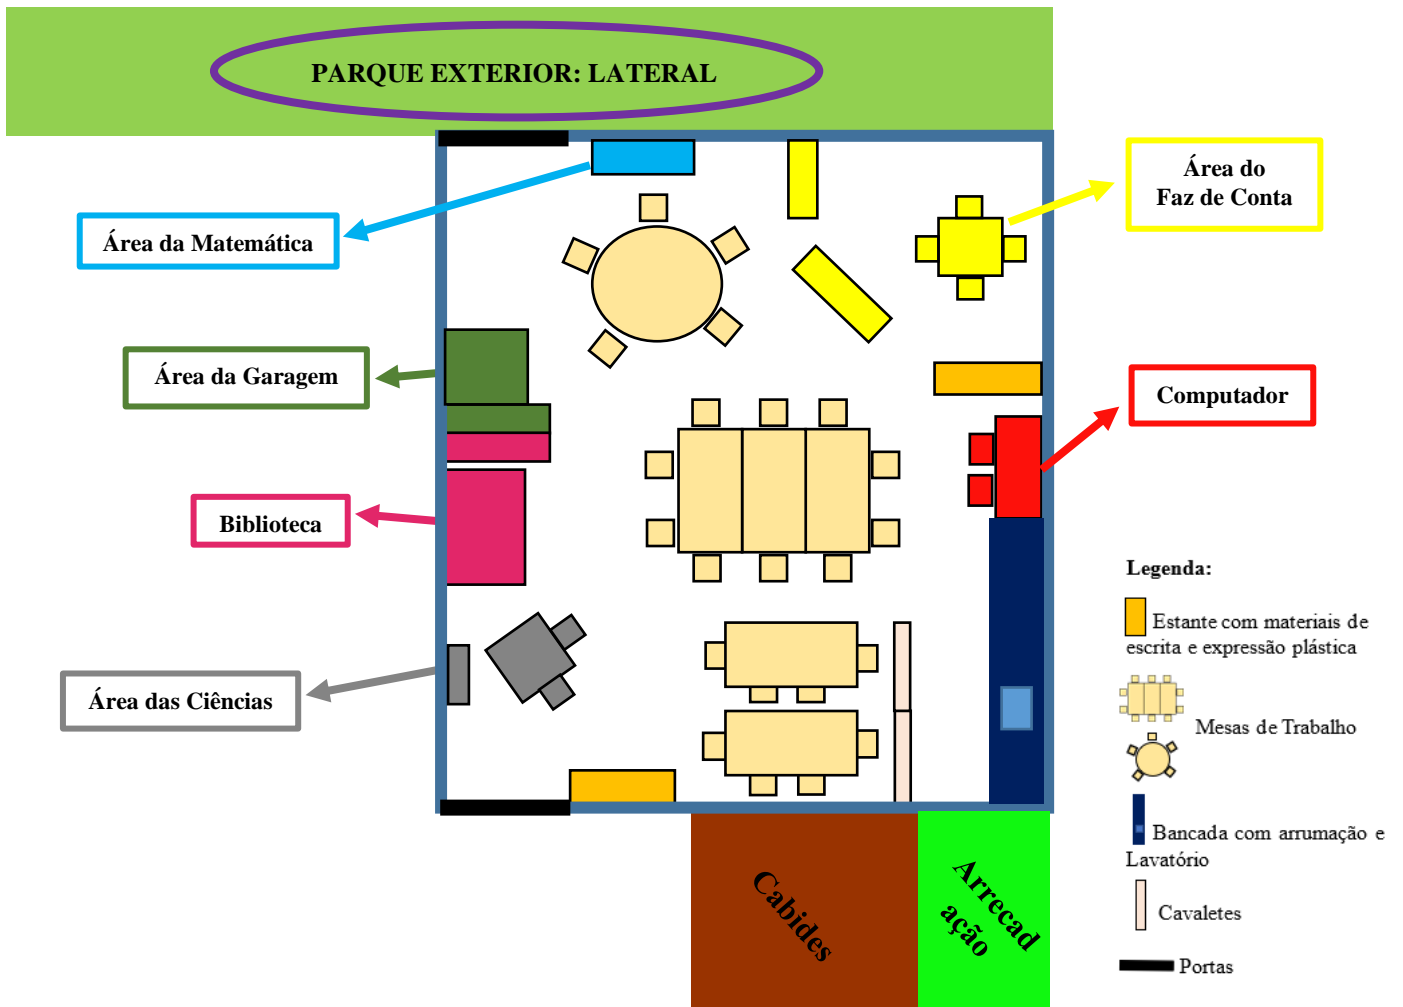 PARQUE EXTERIOR: LATERAL
Área do
Faz de Conta
Área da Matemática
Área da Garagem
Computador
Biblioteca
Área das Ciências
Legenda:
Estante com materiais de
escrita e expressão plástica
Mesas de Trabalho
Bancada com arrumação e
Lavatório
Cavaletes
Portas
Cabides
Arrecad
ação